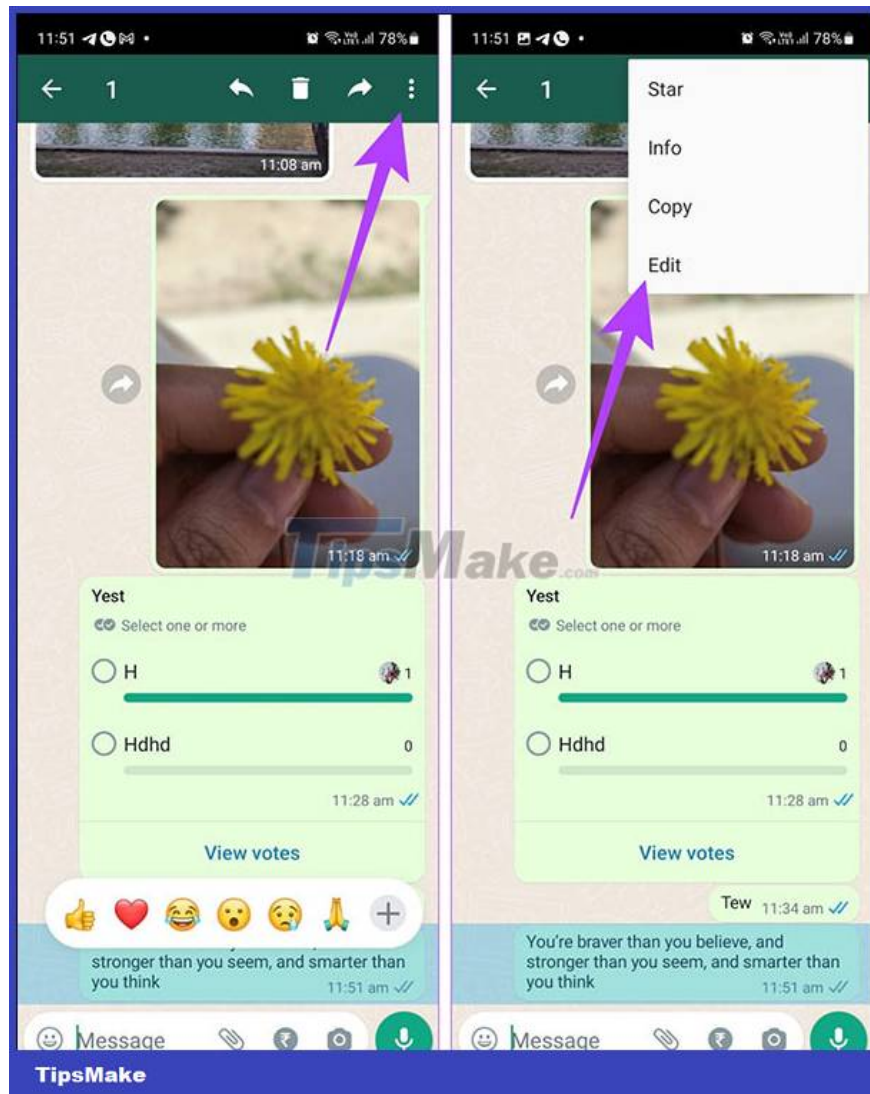 11:51
78%
1
11:08 am
11:18 am
Yest
Select one or more
H
1
Hdhd
0
11:28 am
View votes
stronger than you seem, and smarter than
you think
11:51 am
Message
11:51
78%
1
Star
Info
Copy
Edit
11:18 am
Yest
Select one or more
H
1
Hdhd
0
11:28 am
View votes
Tew
11:34 am
You're braver than you believe, and
stronger than you seem, and smarter than
you think
11:51 am
Message
TipsMake.com
TipsMake